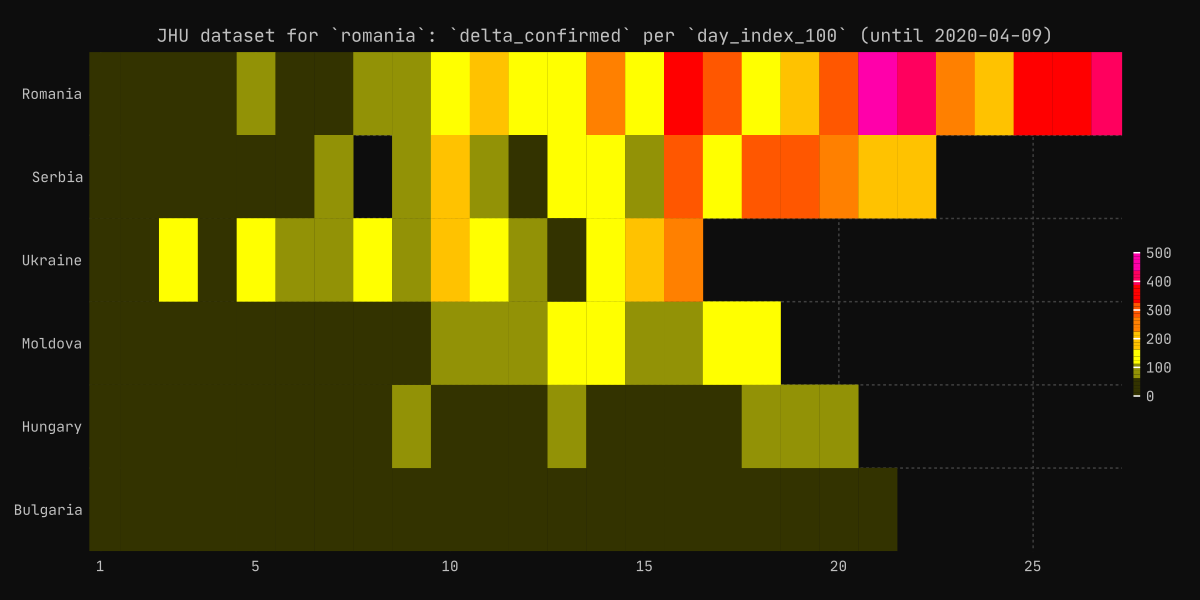 JHU dataset for `romania`: `delta_confirmed` per `day_index_100` (until 2020-04-09)
Romania
Serbia
Ukraine
Moldova
Hungary
Bulgaria
500
400
300
200
100
0
1 5 10 15 20 25